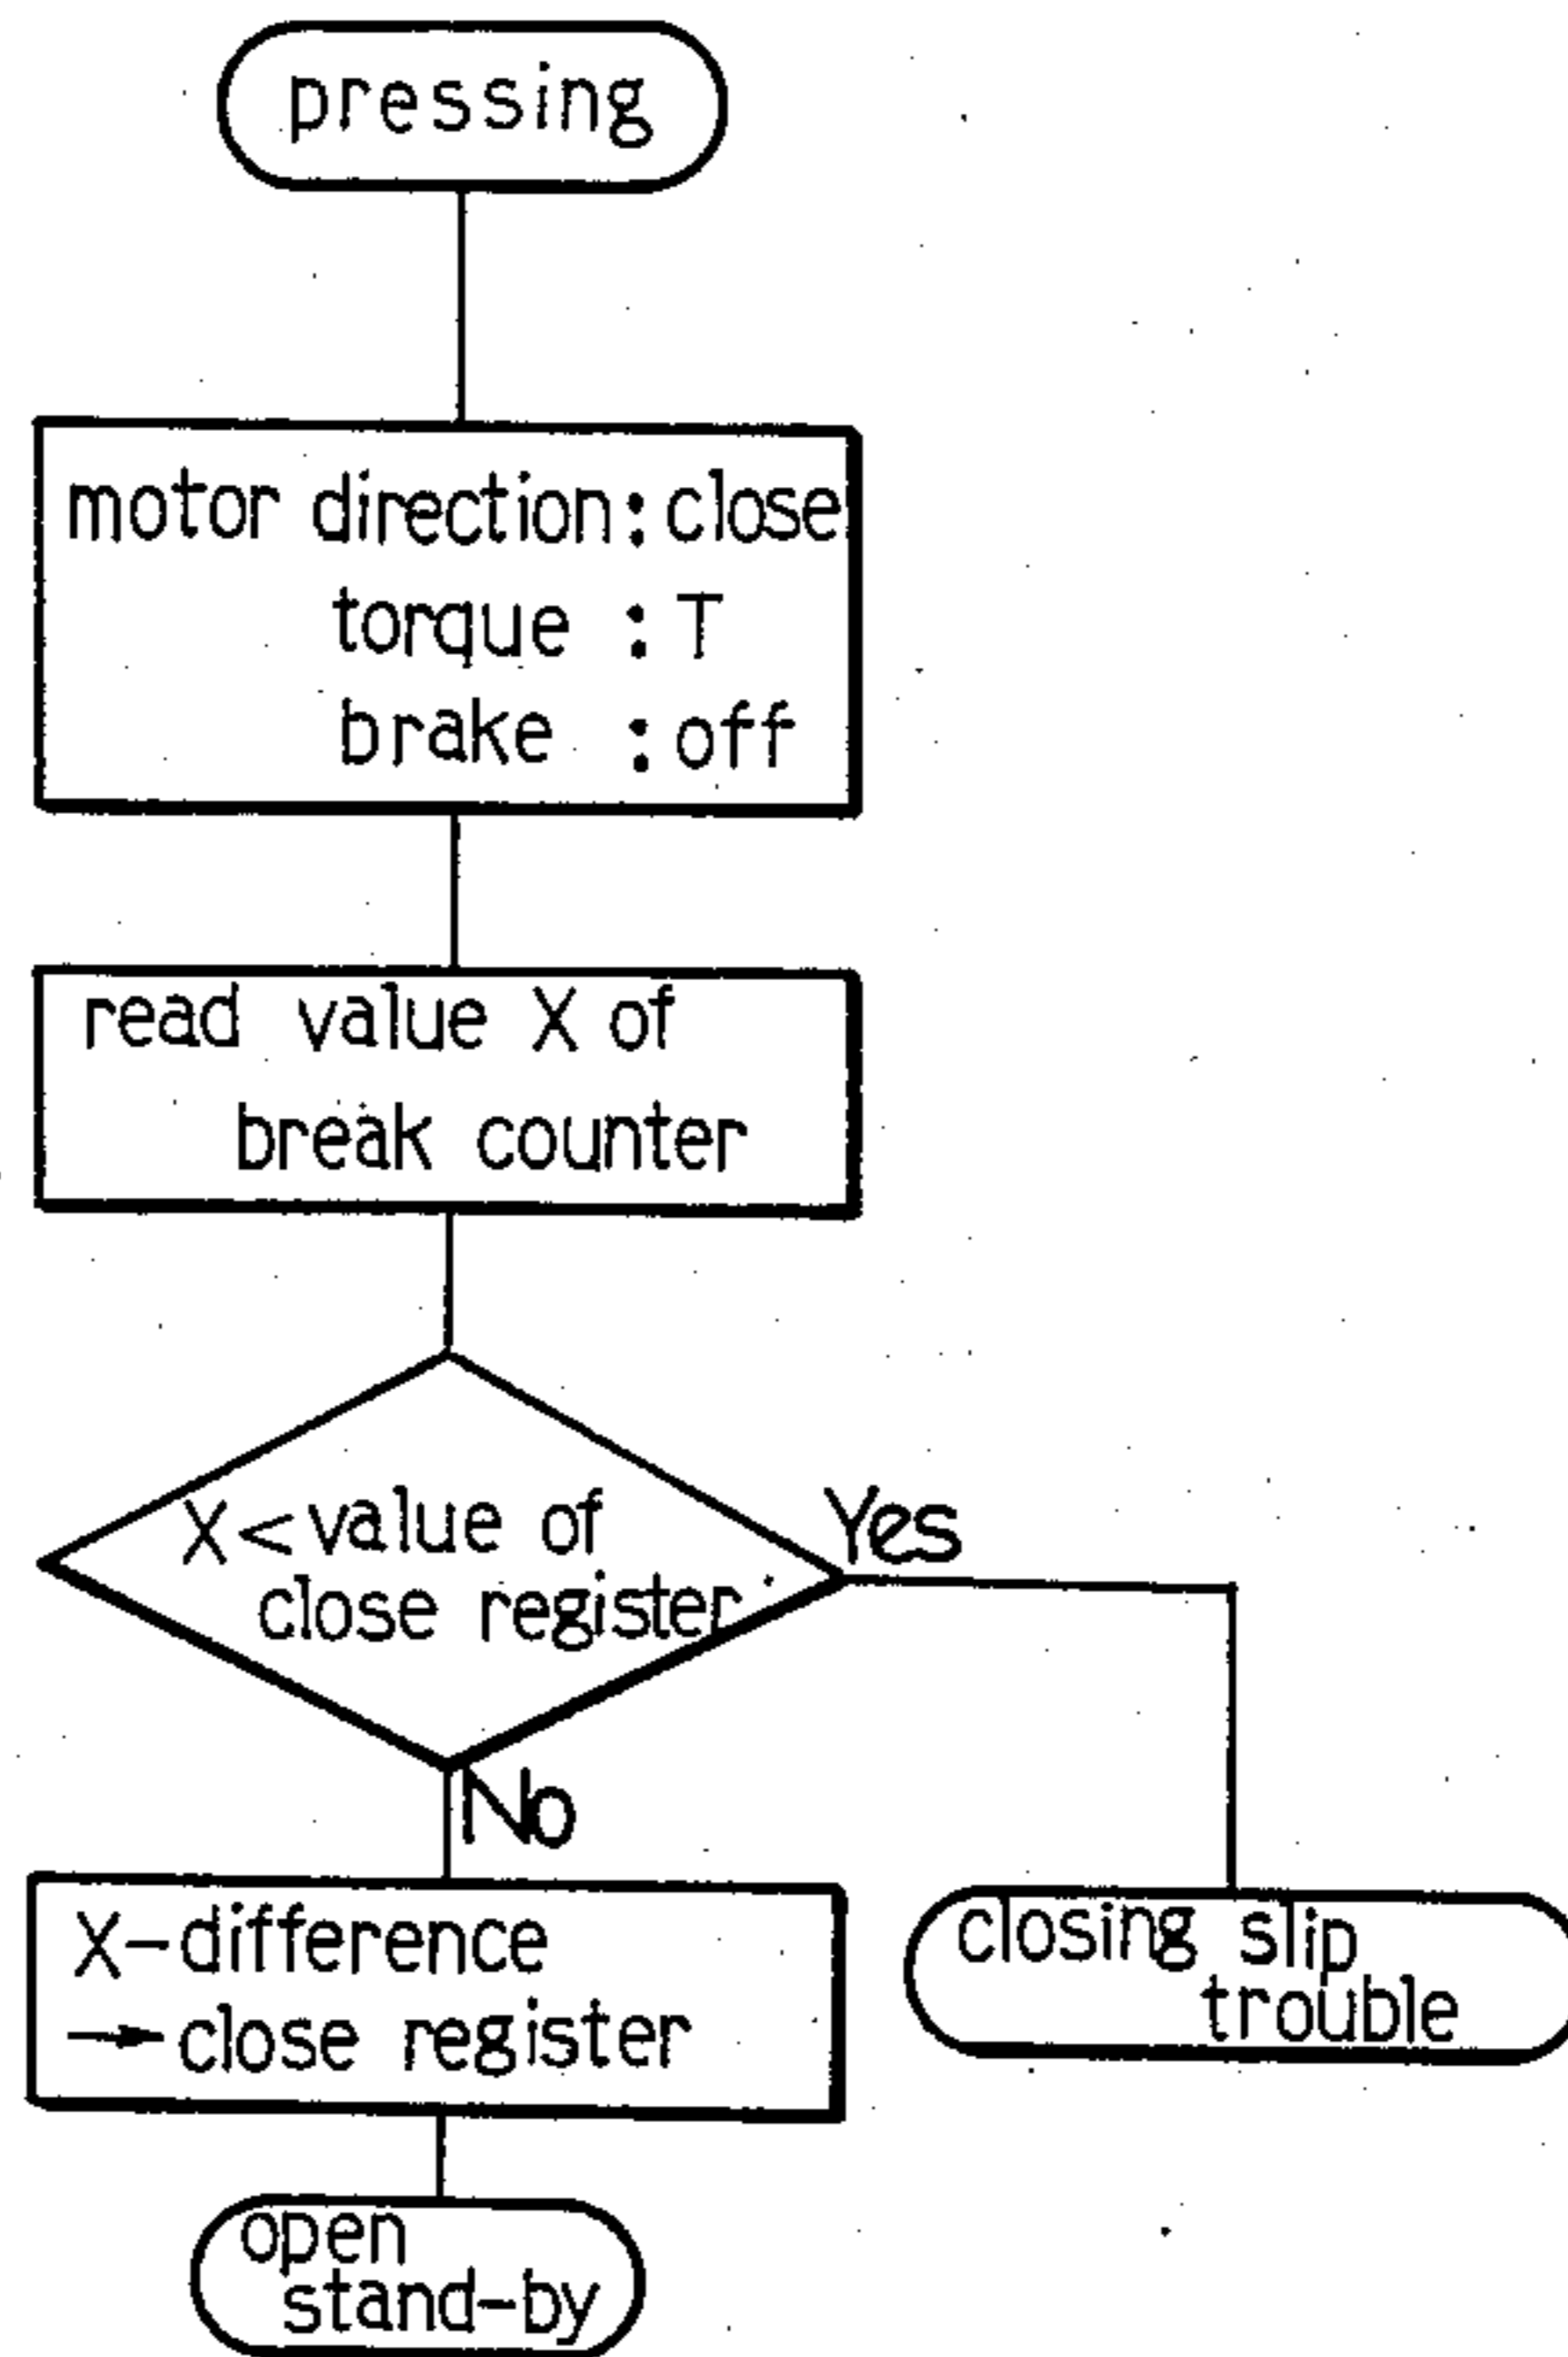 pressing
motor direction: close
torque : T
brake : off
read value X of
break counter
X<value of
close register
Yes
No
X-difference
→close register
closing slip
trouble
open
stand-by